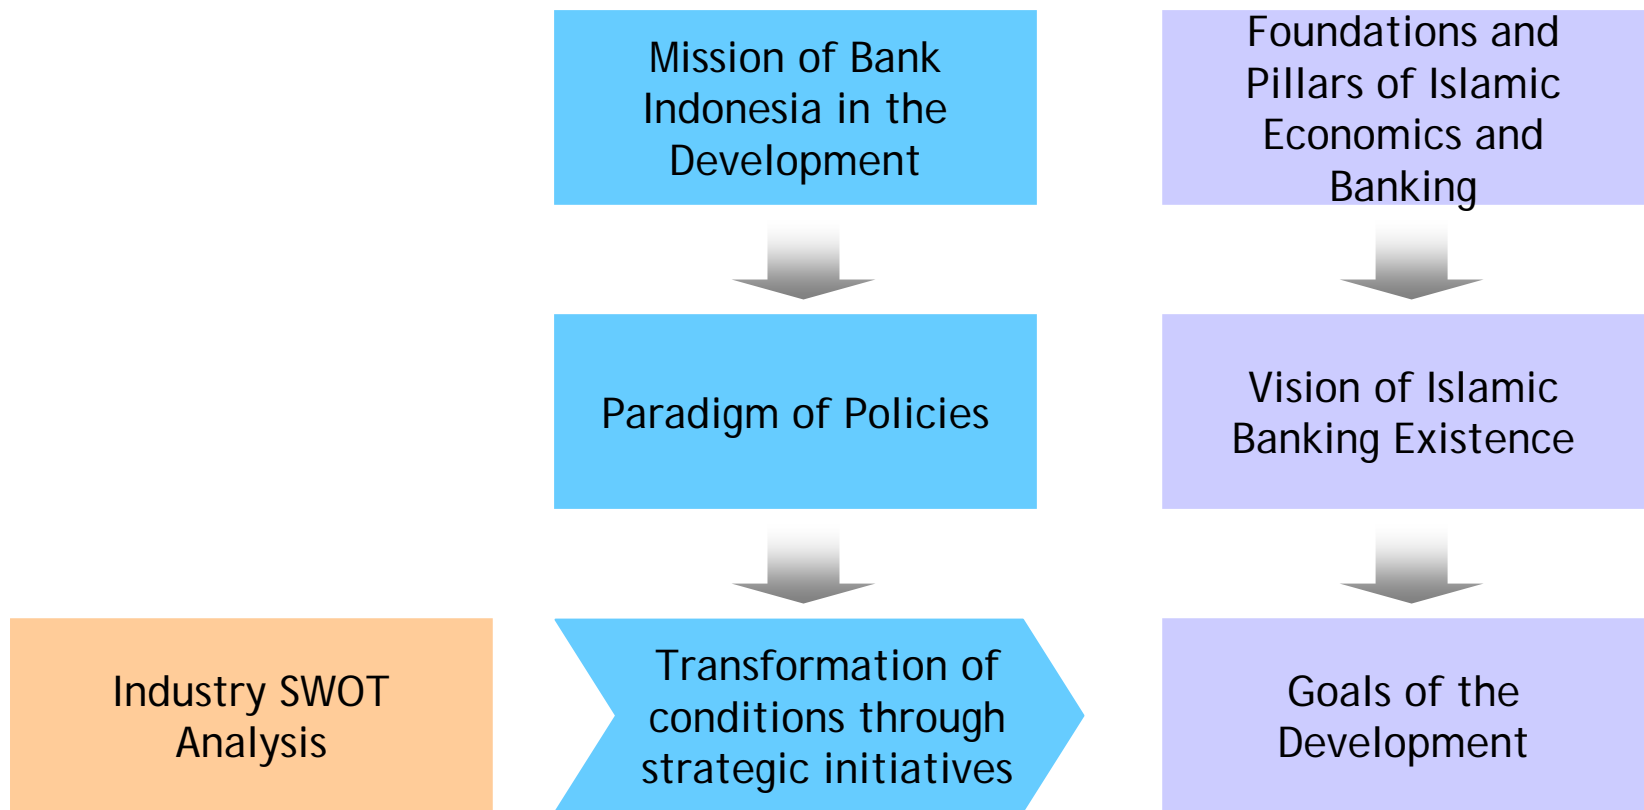 Mission of Bank
Indonesia in the
Development
Foundations and
Pillars of Islamic
Economics and
Banking
Paradigm of Policies
Vision of Islamic
Banking Existence
Industry SWOT
Analysis
Transformation of
conditions through
strategic initiatives
Goals of the
Development